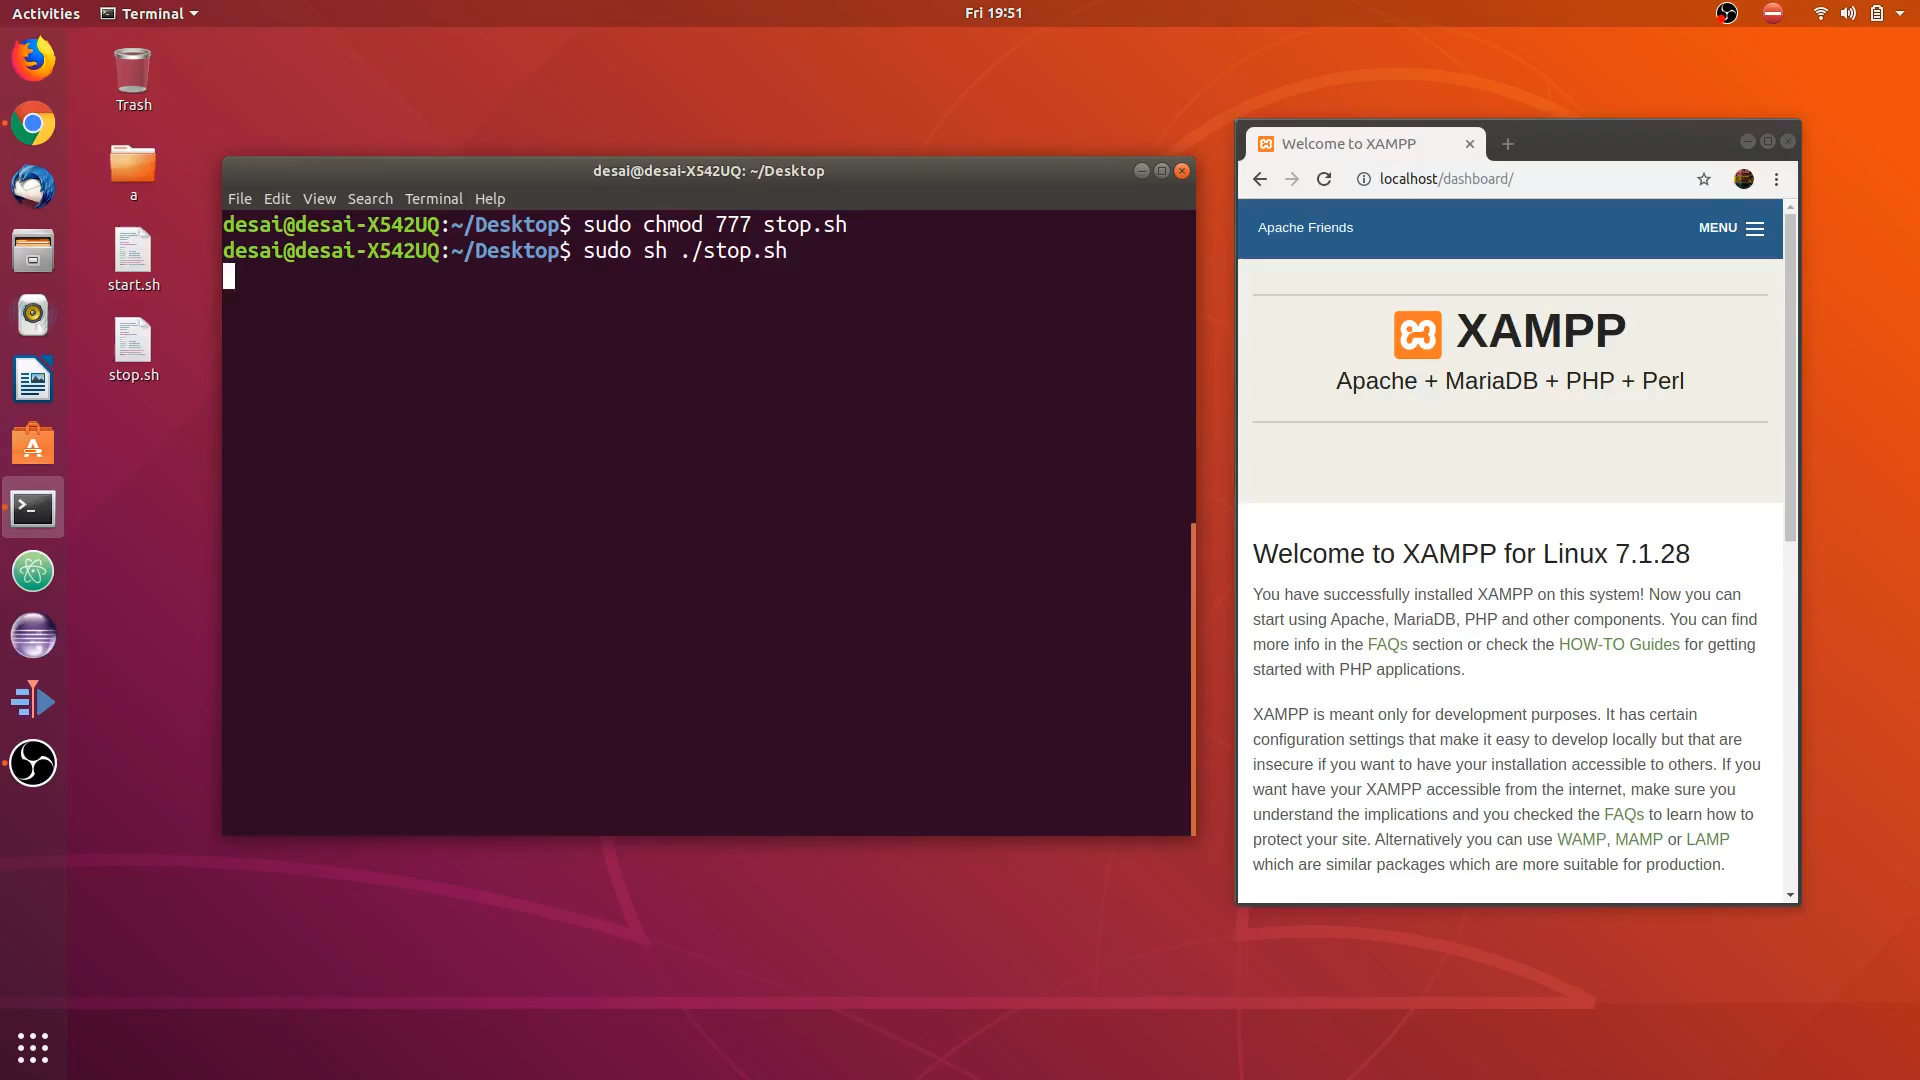 Activities
Terminal
Fri 19:51
Trash
a
start.sh
stop.sh
desai@desai-X542UQ: ~/Desktop
File Edit View Search Terminal Help
desai@desai-X542UQ:~/Desktop$ sudo chmod 777 stop.sh
desai@desai-X542UQ:~/Desktop$ sudo sh ./stop.sh
Welcome to XAMPP
localhost/dashboard/
Apache Friends
MENU
XAMPP
Apache + MariaDB + PHP + Perl
Welcome to XAMPP for Linux 7.1.28
You have successfully installed XAMPP on this system! Now you can
start using Apache, MariaDB, PHP and other components. You can find
more info in the FAQs section or check the HOW-TO Guides for getting
started with PHP applications.
XAMPP is meant only for development purposes. It has certain
configuration settings that make it easy to develop locally but that are
insecure if you want to have your installation accessible to others. If you
want have your XAMPP accessible from the internet, make sure you
understand the implications and you checked the FAQs to learn how to
protect your site. Alternatively you can use WAMP, MAMP or LAMP
which are similar packages which are more suitable for production.